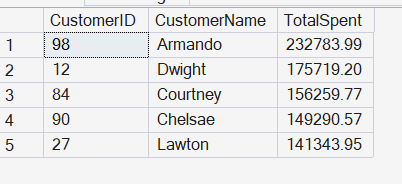 CustomerID CustomerName TotalSpent
1 98 Armando 232783.99
2 12 Dwight 175719.20
3 84 Courtney 156259.77
4 90 Chelsae 149290.57
5 27 Lawton 141343.95